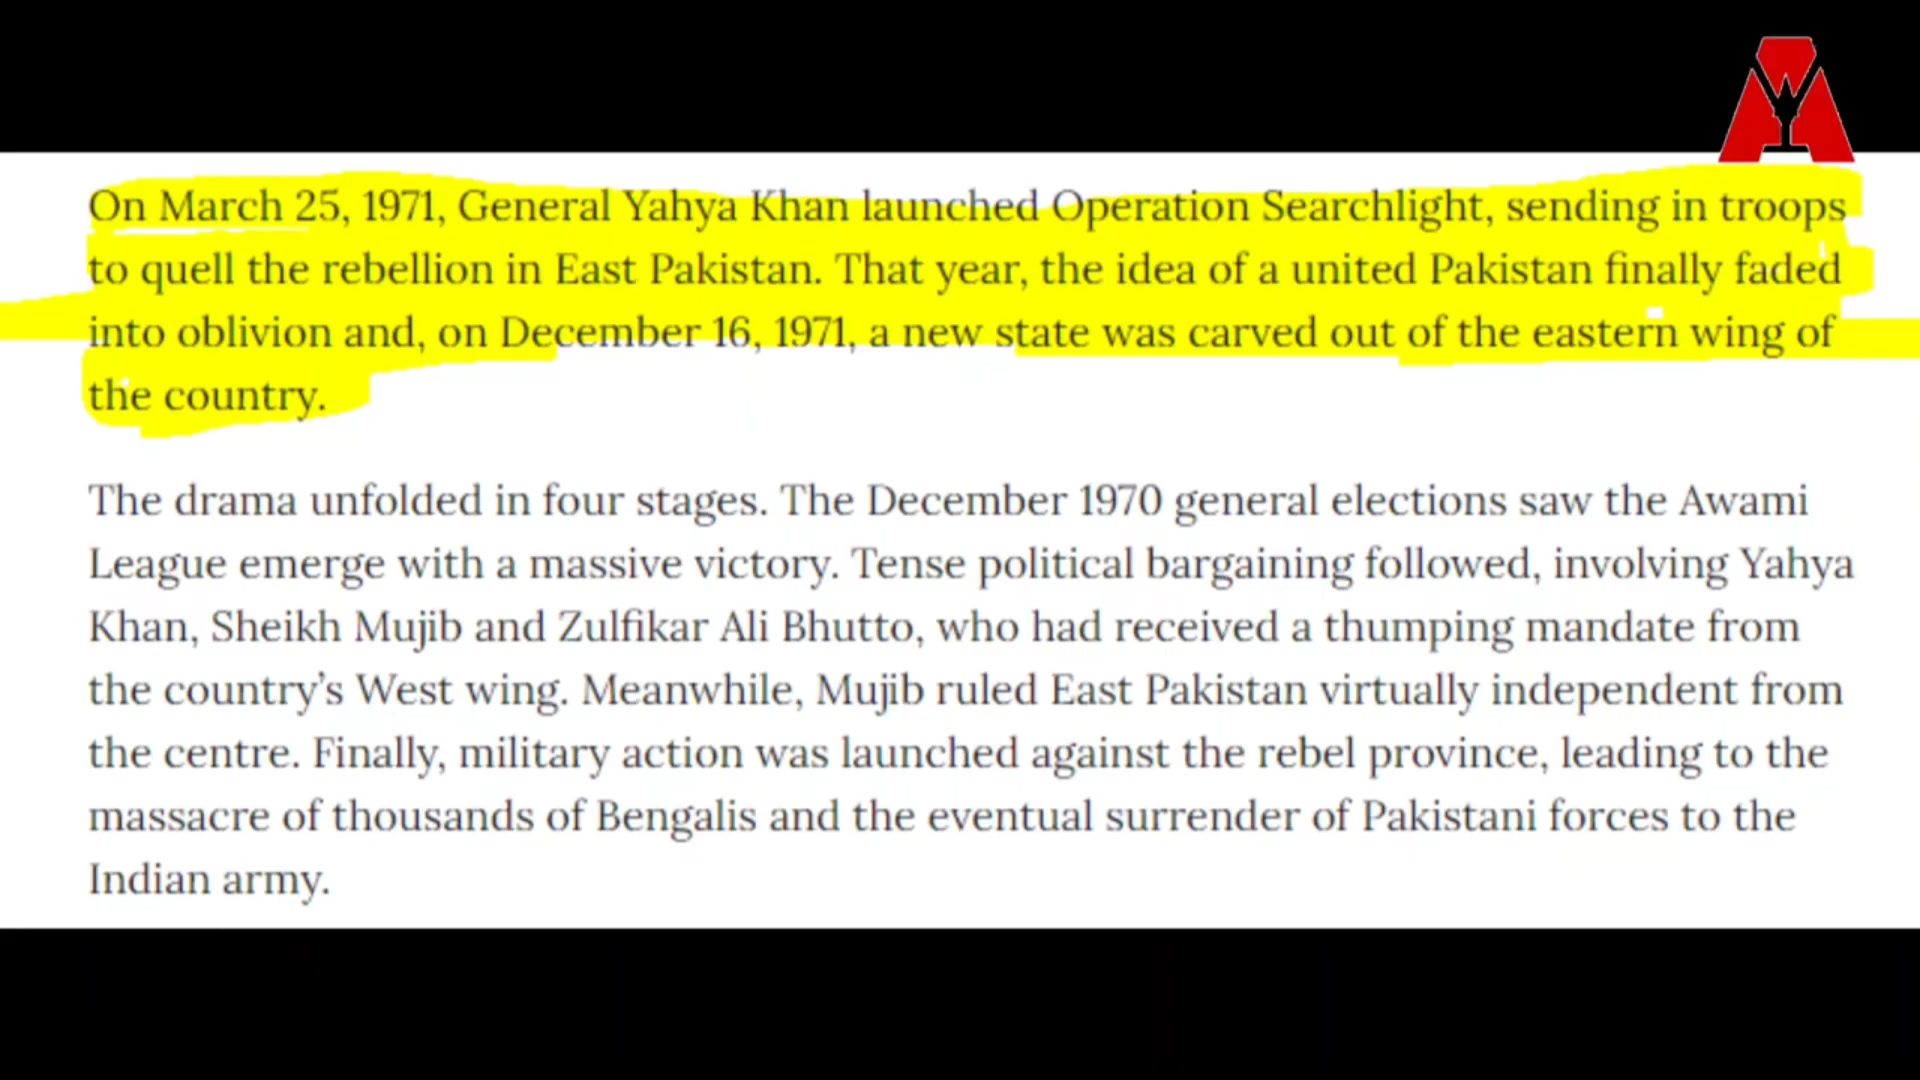 On March 25, 1971, General Yahya Khan launched Operation Searchlight, sending in troops
to quell the rebellion in East Pakistan. That year, the idea of a united Pakistan finally faded
into oblivion and, on December 16, 1971, a new state was carved out of the eastern wing of
the country.
The drama unfolded in four stages. The December 1970 general elections saw the Awami
League emerge with a massive victory. Tense political bargaining followed, involving Yahya
Khan, Sheikh Mujib and Zulfikar Ali Bhutto, who had received a thumping mandate from
the country’s West wing. Meanwhile, Mujib ruled East Pakistan virtually independent from
the centre. Finally, military action was launched against the rebel province, leading to the
massacre of thousands of Bengalis and the eventual surrender of Pakistani forces to the
Indian army.